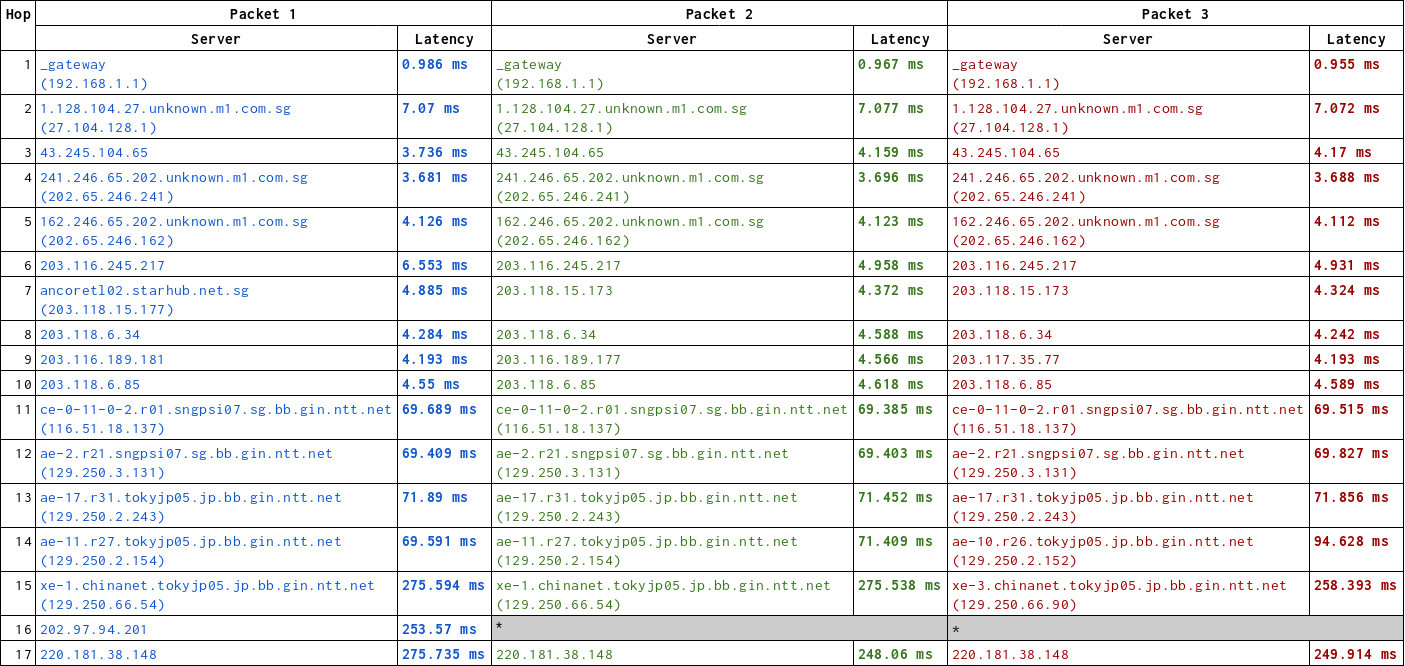 Hop Packet 1 Packet 2 Packet 3
Server Latency Server Latency Server Latency
1 _gateway 0.986 ms _gateway 0.967 ms _gateway 0.955 ms
(192.168.1.1) (192.168.1.1) (192.168.1.1)
2 1.128.104.27.unknown.m1.com.sg 7.07 ms 1.128.104.27.unknown.m1.com.sg 7.077 ms 1.128.104.27.unknown.m1.com.sg 7.072 ms
(27.104.128.1) (27.104.128.1) (27.104.128.1)
3 43.245.104.65 3.736 ms 43.245.104.65 4.159 ms 43.245.104.65 4.17 ms
4 241.246.65.202.unknown.m1.com.sg 3.681 ms 241.246.65.202.unknown.m1.com.sg 3.696 ms 241.246.65.202.unknown.m1.com.sg 3.688 ms
(202.65.246.241) (202.65.246.241) (202.65.246.241)
5 162.246.65.202.unknown.m1.com.sg 4.126 ms 162.246.65.202.unknown.m1.com.sg 4.123 ms 162.246.65.202.unknown.m1.com.sg 4.112 ms
(202.65.246.162) (202.65.246.162) (202.65.246.162)
6 203.116.245.217 6.553 ms 203.116.245.217 4.958 ms 203.116.245.217 4.931 ms
7 ancoretl02.starhub.net.sg 4.885 ms 203.118.15.173 4.372 ms 203.118.15.173 4.324 ms
(203.118.15.177)
8 203.118.6.34 4.284 ms 203.118.6.34 4.588 ms 203.118.6.34 4.242 ms
9 203.116.189.181 4.193 ms 203.116.189.177 4.566 ms 203.117.35.77 4.193 ms
10 203.118.6.85 4.55 ms 203.118.6.85 4.618 ms 203.118.6.85 4.589 ms
11 ce-0-11-0-2.r01.sngpsi07.sg.bb.gin.ntt.net 69.689 ms ce-0-11-0-2.r01.sngpsi07.sg.bb.gin.ntt.net 69.385 ms ce-0-11-0-2.r01.sngpsi07.sg.bb.gin.ntt.net 69.515 ms
(116.51.18.137) (116.51.18.137) (116.51.18.137)
12 ae-2.r21.sngpsi07.sg.bb.gin.ntt.net 69.409 ms ae-2.r21.sngpsi07.sg.bb.gin.ntt.net 69.403 ms ae-2.r21.sngpsi07.sg.bb.gin.ntt.net 69.827 ms
(129.250.3.131) (129.250.3.131) (129.250.3.131)
13 ae-17.r31.tokyjp05.jp.bb.gin.ntt.net 71.89 ms ae-17.r31.tokyjp05.jp.bb.gin.ntt.net 71.452 ms ae-17.r31.tokyjp05.jp.bb.gin.ntt.net 71.856 ms
(129.250.2.243) (129.250.2.243) (129.250.2.243)
14 ae-11.r27.tokyjp05.jp.bb.gin.ntt.net 69.591 ms ae-11.r27.tokyjp05.jp.bb.gin.ntt.net 71.409 ms ae-10.r26.tokyjp05.jp.bb.gin.ntt.net 94.628 ms
(129.250.2.154) (129.250.2.154) (129.250.2.152)
15 xe-1.chinanet.tokyjp05.jp.bb.gin.ntt.net 275.594 ms xe-1.chinanet.tokyjp05.jp.bb.gin.ntt.net 275.538 ms xe-3.chinanet.tokyjp05.jp.bb.gin.ntt.net 258.393 ms
(129.250.66.54) (129.250.66.54) (129.250.66.90)
16 202.97.94.201 253.57 ms * *
17 220.181.38.148 275.735 ms 220.181.38.148 248.06 ms 220.181.38.148 249.914 ms